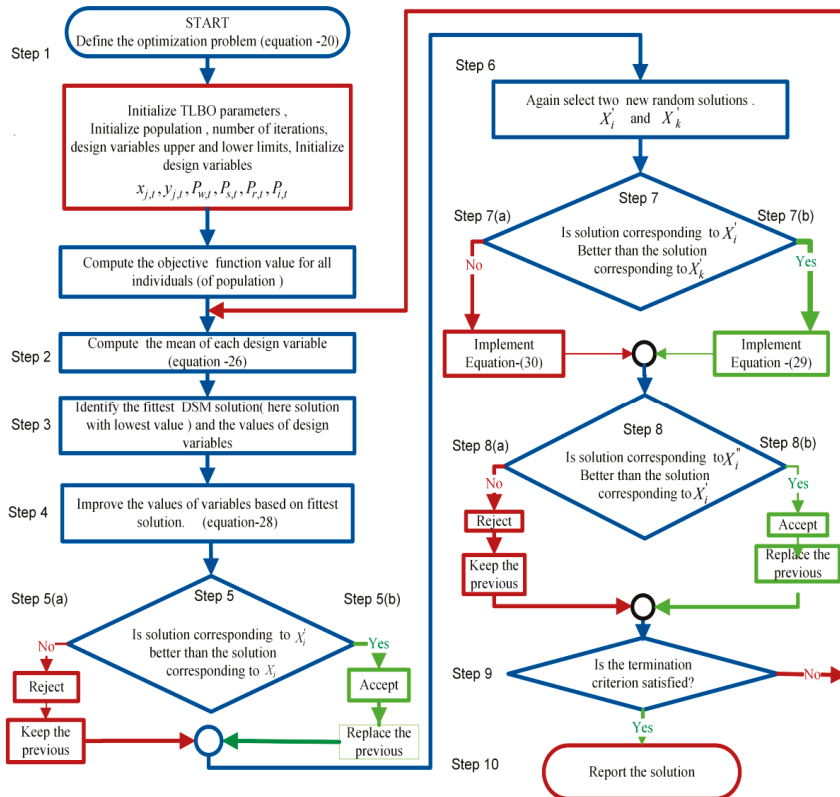 START
Define the optimization problem (equation -20)
Step 1
Initialize TLBO parameters ,
Initialize population , number of iterations,
design variables upper and lower limits, Initialize
design variables
x_{j,t}, y_{j,t}, P_{w,t}, P_{s,t}, P_{r,t}, P_{i,t}
Compute the objective function value for all
individuals (of population )
Step 2
Compute the mean of each design variable
(equation -26)
Step 3
Identify the fittest DSM solution( here solution
with lowest value ) and the values of design
variables
Step 4
Improve the values of variables based on fittest
solution. (equation-28)
Step 5(a)
Step 5
Step 5(b)
Is solution corresponding to X_i'
better than the solution
corresponding to X_i
No
Yes
Reject
Accept
Keep the
previous
Replace the
previous
Step 6
Again select two new random solutions .
X_i' and X_k'
Step 7
Step 7(a)
Step 7(b)
Is solution corresponding to X_i'
Better than the solution
corresponding to X_k'
No
Yes
Implement
Equation-(30)
Implement
Equation -(29)
Step 8
Step 8(a)
Step 8(b)
Is solution corresponding to X_i''
Better than the solution
corresponding to X_i'
No
Yes
Reject
Accept
Keep the
previous
Replace the
previous
Step 9
Is the termination
criterion satisfied?
No
Yes
Step 10
Report the solution